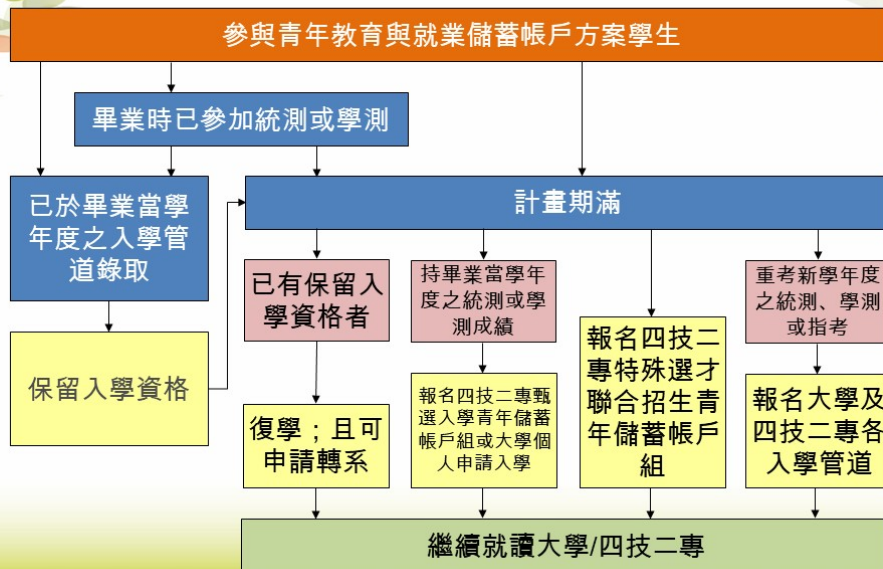 參與青年教育與就業儲蓄帳戶方案學生
畢業時已參加統測或學測
已於畢業當學
年度之入學管
道錄取
計畫期滿
保留入學資格
已有保留入
學資格者
持畢業當學年
度之統測或學
測成績
報名四技二
專特殊選才
聯合招生青
年儲蓄帳戶
組
重考新學年度
之統測、學測
或指考
復學；且可
申請轉系
報名四技二專甄
選入學青年儲蓄
帳戶組或大學個
人申請入學
報名大學及
四技二專各
入學管道
繼續就讀大學/四技二專